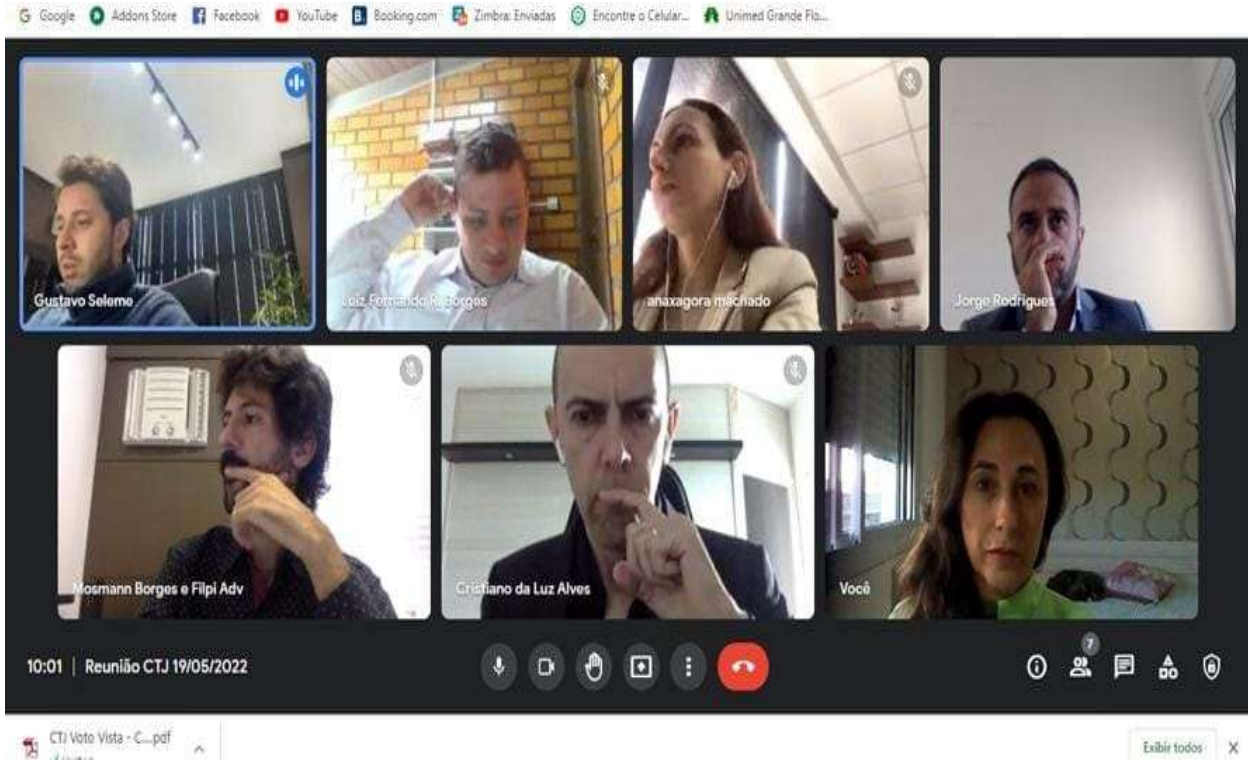 Google Addons Store Facebook YouTube Booking.com Zimbra: Enviadas Encontre o Celular... Unimed Grande Flo...
Gustavo Seleme
Luiz Fernando R. Borges
anaxagora machado
Jorge Rodrigues
Mosmann Borges e Filpi Adv
Cristiano da Luz Alves
Você
10:01 | Reunião CTJ 19/05/2022
7
CTJ Voto Vista - C....pdf
Exibir todos